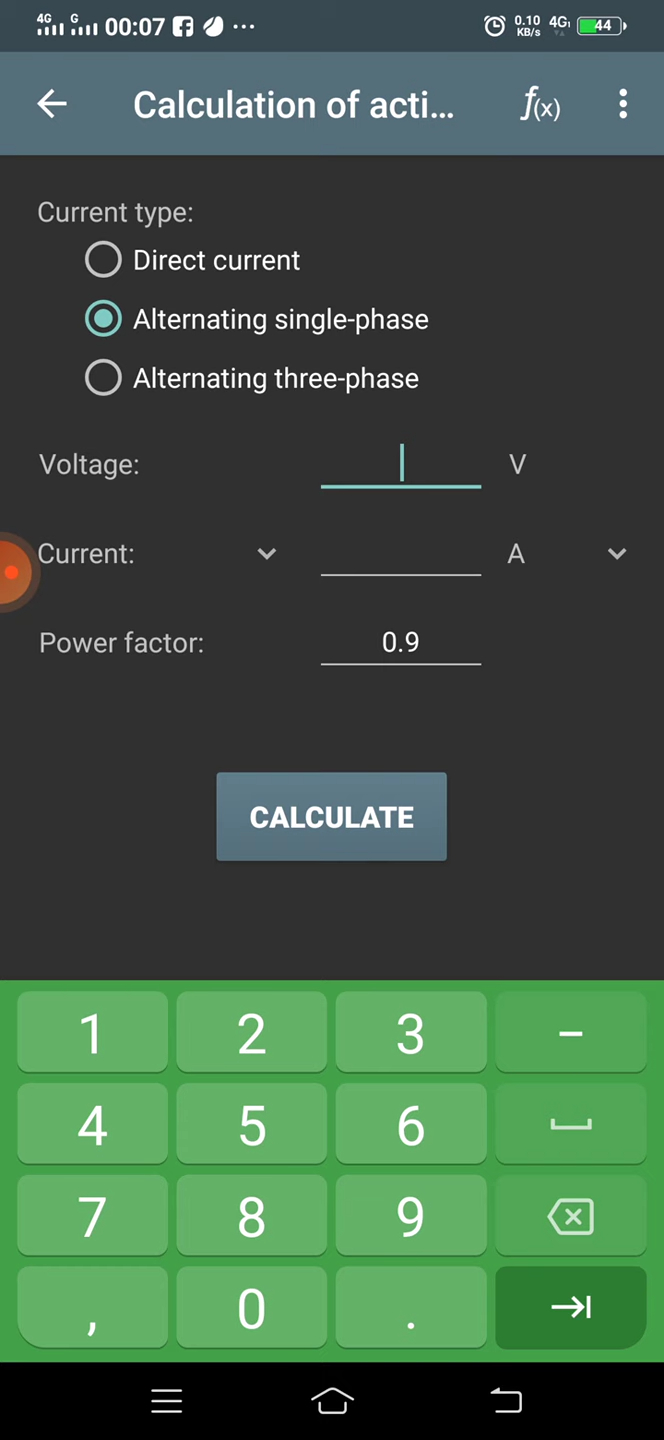 4G G 00:07 ... 0.10 KB/s 4G1 44
Calculation of acti... f(x)
Current type:
Direct current
Alternating single-phase
Alternating three-phase
Voltage: V
Current: A
Power factor: 0.9
CALCULATE
1 2 3 –
4 5 6
7 8 9
, 0 .